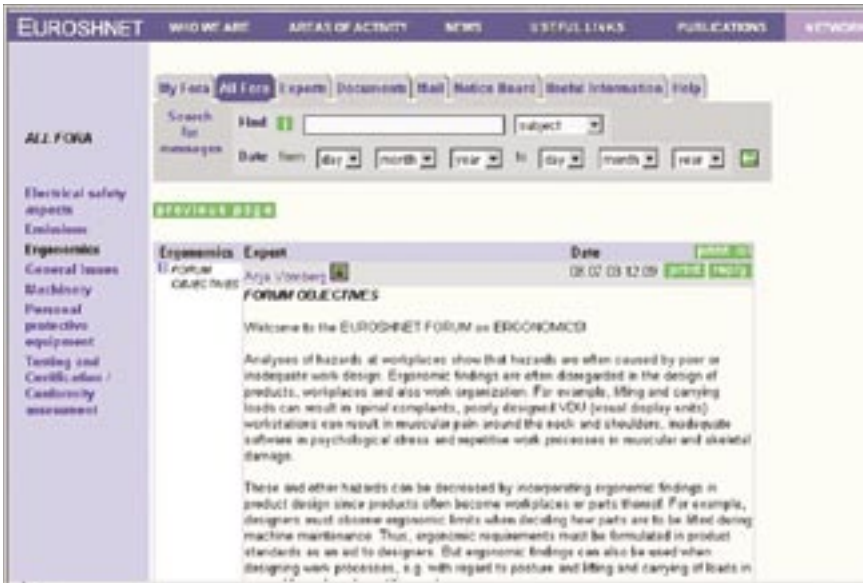 EUROSHNET WHO WE ARE AREAS OF ACTIVITY NEWS USEFUL LINKS PUBLICATIONS NETWORK
My Fora All Fora Experts Documents Mail Notice Board Useful Information Help
Search for messages
Find subject
Date from day month year to day month year
ALL FORA
Electrical safety
aspects
Emissions
Ergonomics
General Issues
Machinery
Personal
protective
equipment
Testing and
Certification /
Conformity
assessment
previous page
Ergonomics Expert Date print all
FORUM
OBJECTIVES
Anja 08.07.03 12:09 print reply
FORUM OBJECTIVES
Welcome to the EUROSHNET FORUM on ERGONOMICS!
Analyses of hazards at workplaces show that hazards are often caused by poor or
inadequate work design. Ergonomic findings are often disregarded in the design of
products, workplaces and also work organization. For example, lifting and carrying
loads can result in spinal complaints, poorly designed VDU (visual display units)
workstations can result in muscular pain around the neck and shoulders, inadequate
software in psychological stress and repetitive work processes in muscular and skeletal
damage.
These and other hazards can be decreased by incorporating ergonomic findings in
product design since products often become workplaces or parts thereof. For example,
designers must observe ergonomic limits when deciding how parts are to be lifted during
machine maintenance. Thus, ergonomic requirements must be formulated in product
standards as an aid to designers. But ergonomic findings can also be used when
designing work processes, e.g. with regard to posture and lifting and carrying of loads in